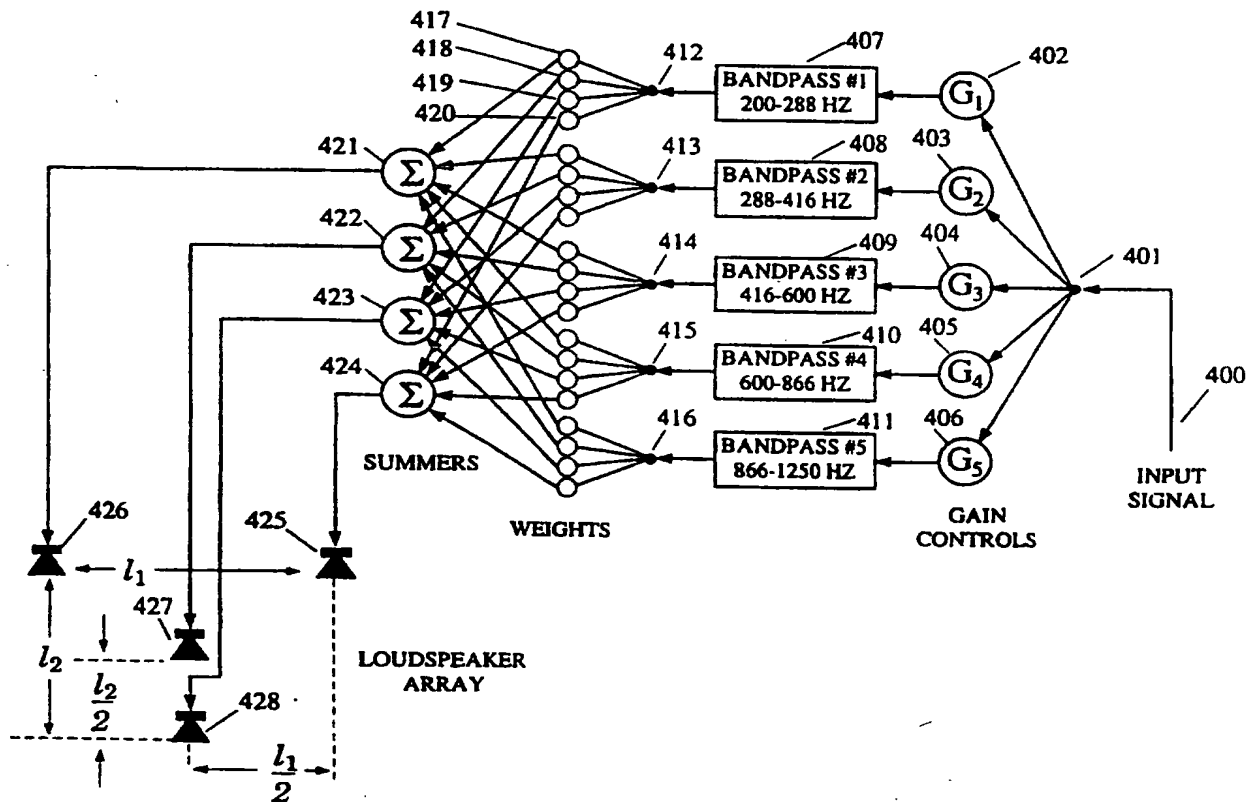 417
418
419
420
412
407
BANDPASS #1
200-288 HZ
402
G1
421
Σ
413
408
BANDPASS #2
288-416 HZ
403
G2
422
Σ
414
409
BANDPASS #3
416-600 HZ
404
G3
401
423
Σ
415
410
BANDPASS #4
600-866 HZ
405
G4
400
424
Σ
416
411
BANDPASS #5
866-1250 HZ
406
G5
SUMMERS
WEIGHTS
GAIN
CONTROLS
INPUT
SIGNAL
426
425
l1
427
l2
l2
2
428
LOUDSPEAKER
ARRAY
l1
2